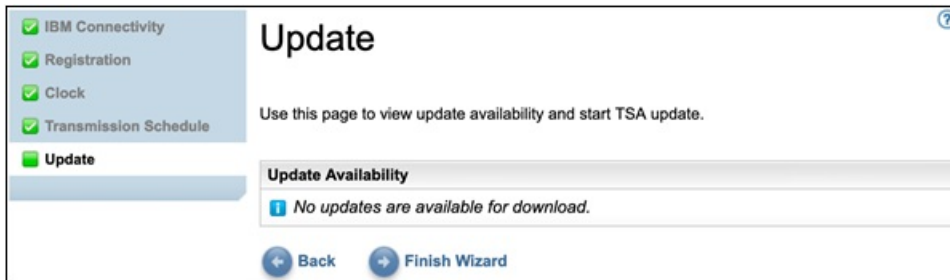 IBM Connectivity
Registration
Clock
Transmission Schedule
Update
Update
Use this page to view update availability and start TSA update.
Update Availability
No updates are available for download.
Back
Finish Wizard